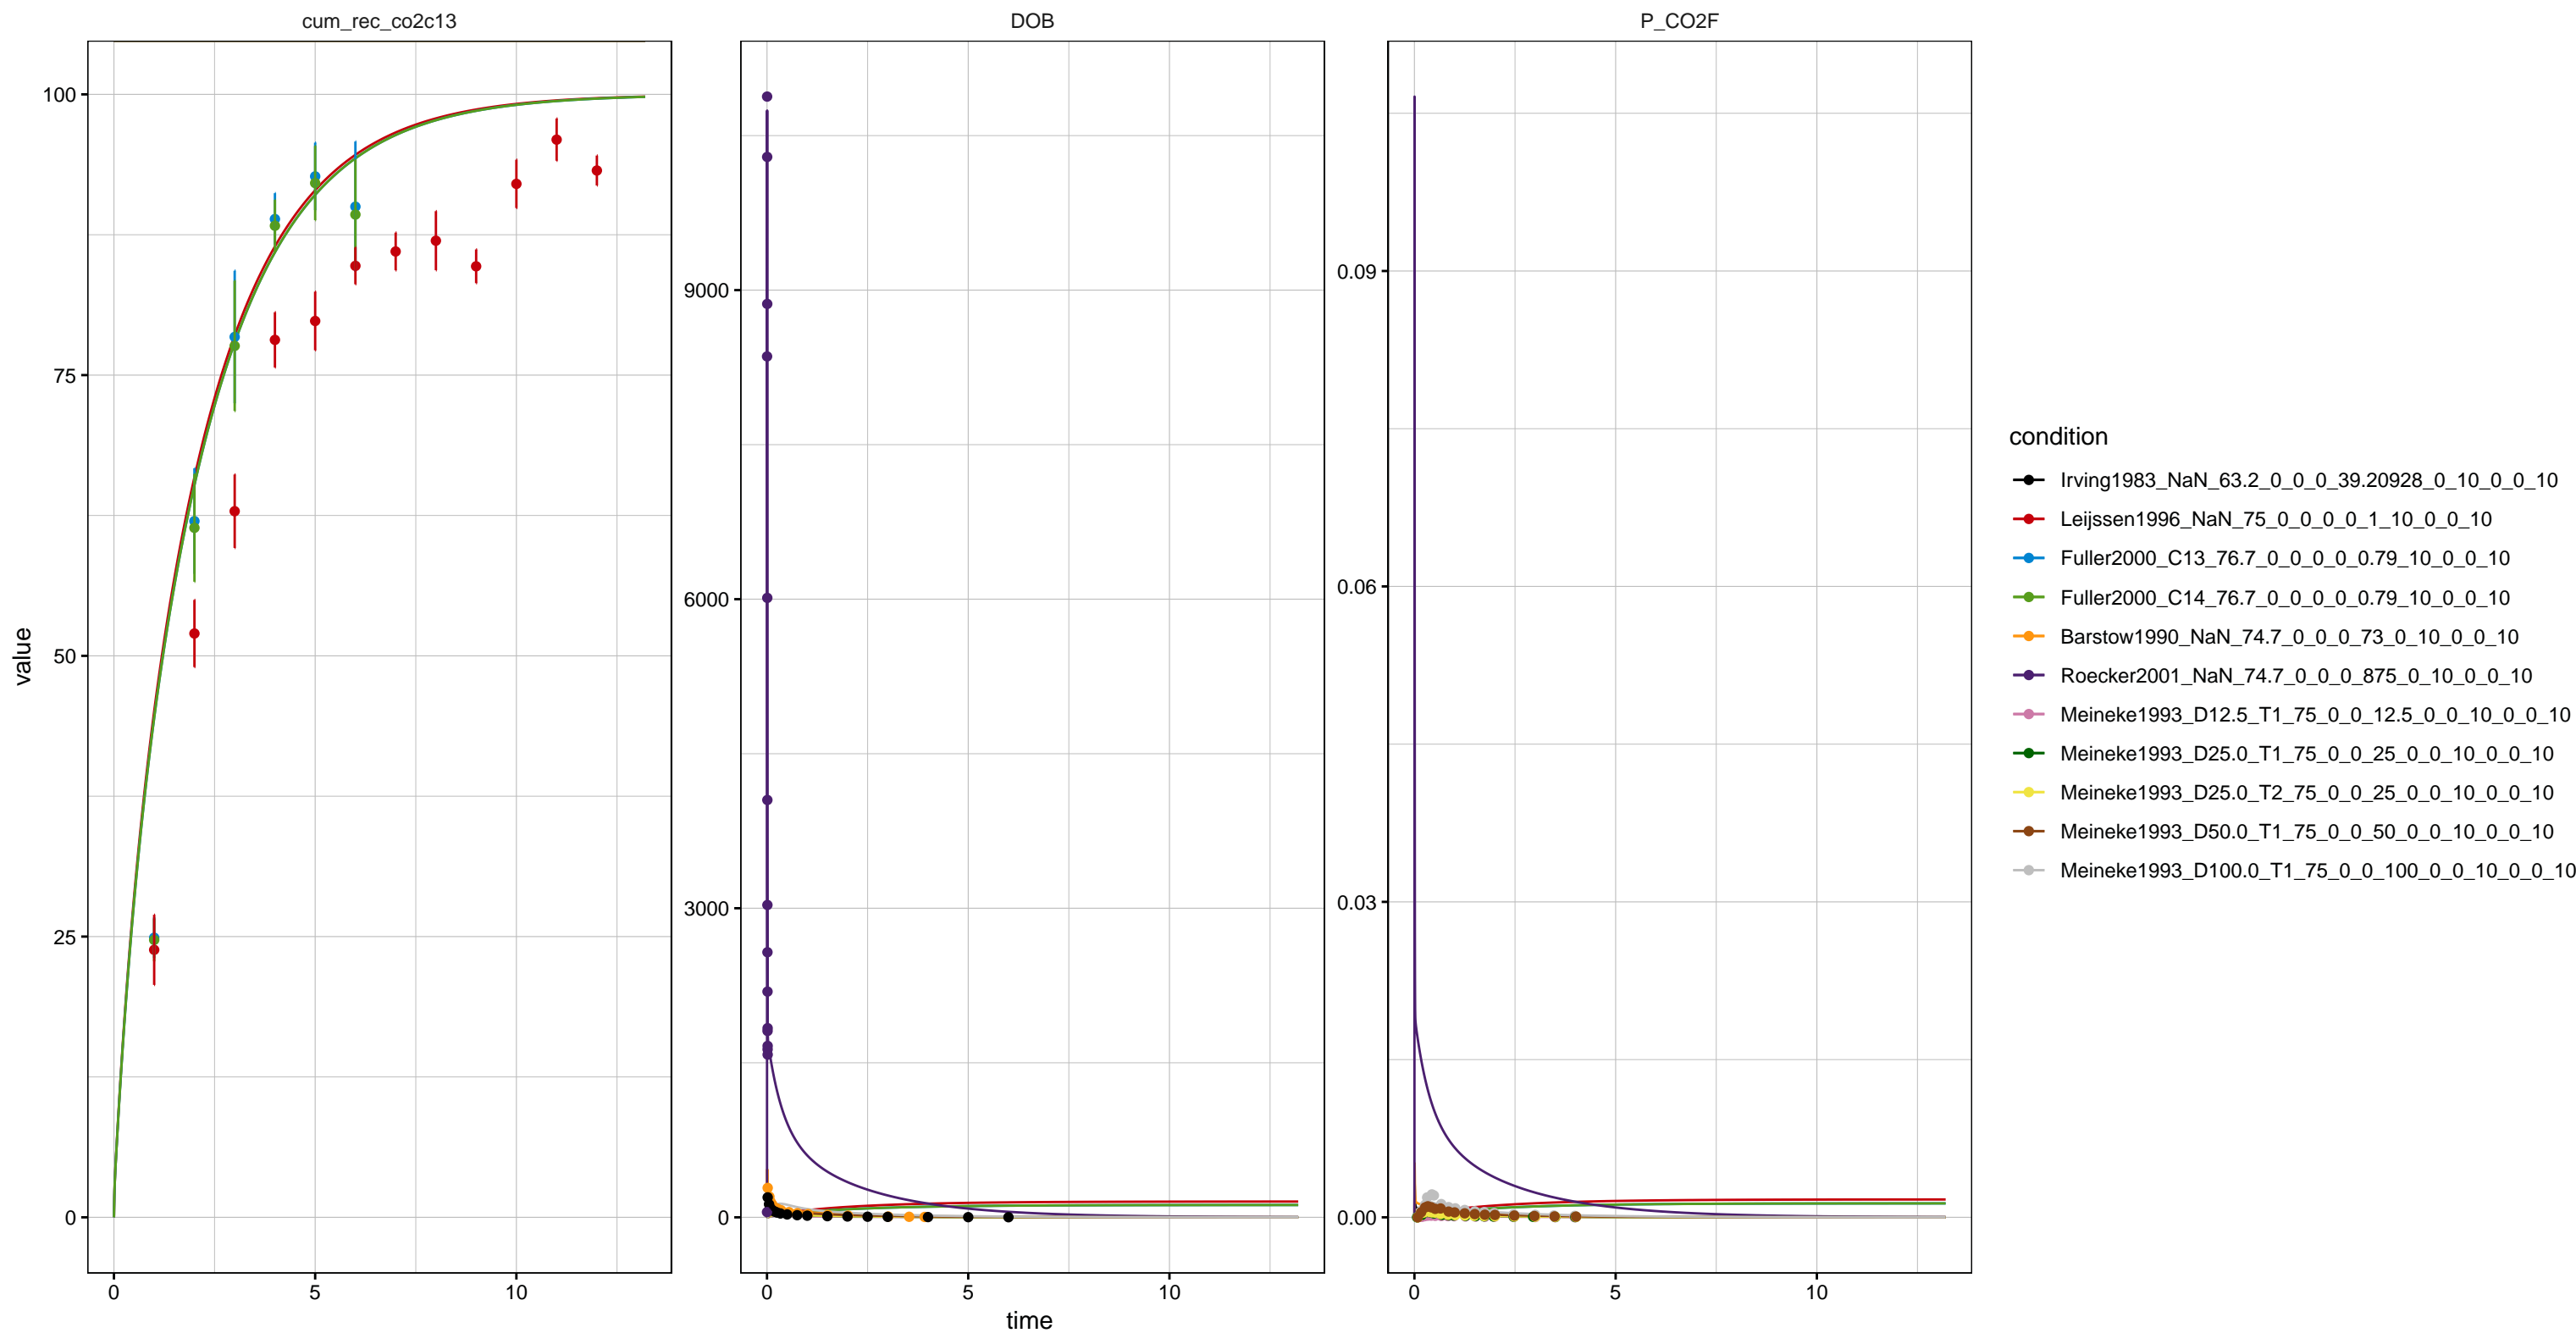 cum_rec_co2c13
DOB
P_CO2F
value
100
75
50
25
0
9000
6000
3000
0
0.09
0.06
0.03
0.00
0
5
10
0
5
10
0
5
10
time
condition
Irving1983_NaN_63.2_0_0_0_39.20928_0_10_0_0_10
Leijssen1996_NaN_75_0_0_0_0_1_10_0_0_10
Fuller2000_C13_76.7_0_0_0_0_0.79_10_0_0_10
Fuller2000_C14_76.7_0_0_0_0_0.79_10_0_0_10
Barstow1990_NaN_74.7_0_0_0_73_0_10_0_0_10
Roecker2001_NaN_74.7_0_0_0_875_0_10_0_0_10
Meineke1993_D12.5_T1_75_0_0_12.5_0_0_10_0_0_10
Meineke1993_D25.0_T1_75_0_0_25_0_0_10_0_0_10
Meineke1993_D25.0_T2_75_0_0_25_0_0_10_0_0_10
Meineke1993_D50.0_T1_75_0_0_50_0_0_10_0_0_10
Meineke1993_D100.0_T1_75_0_0_100_0_0_10_0_0_10